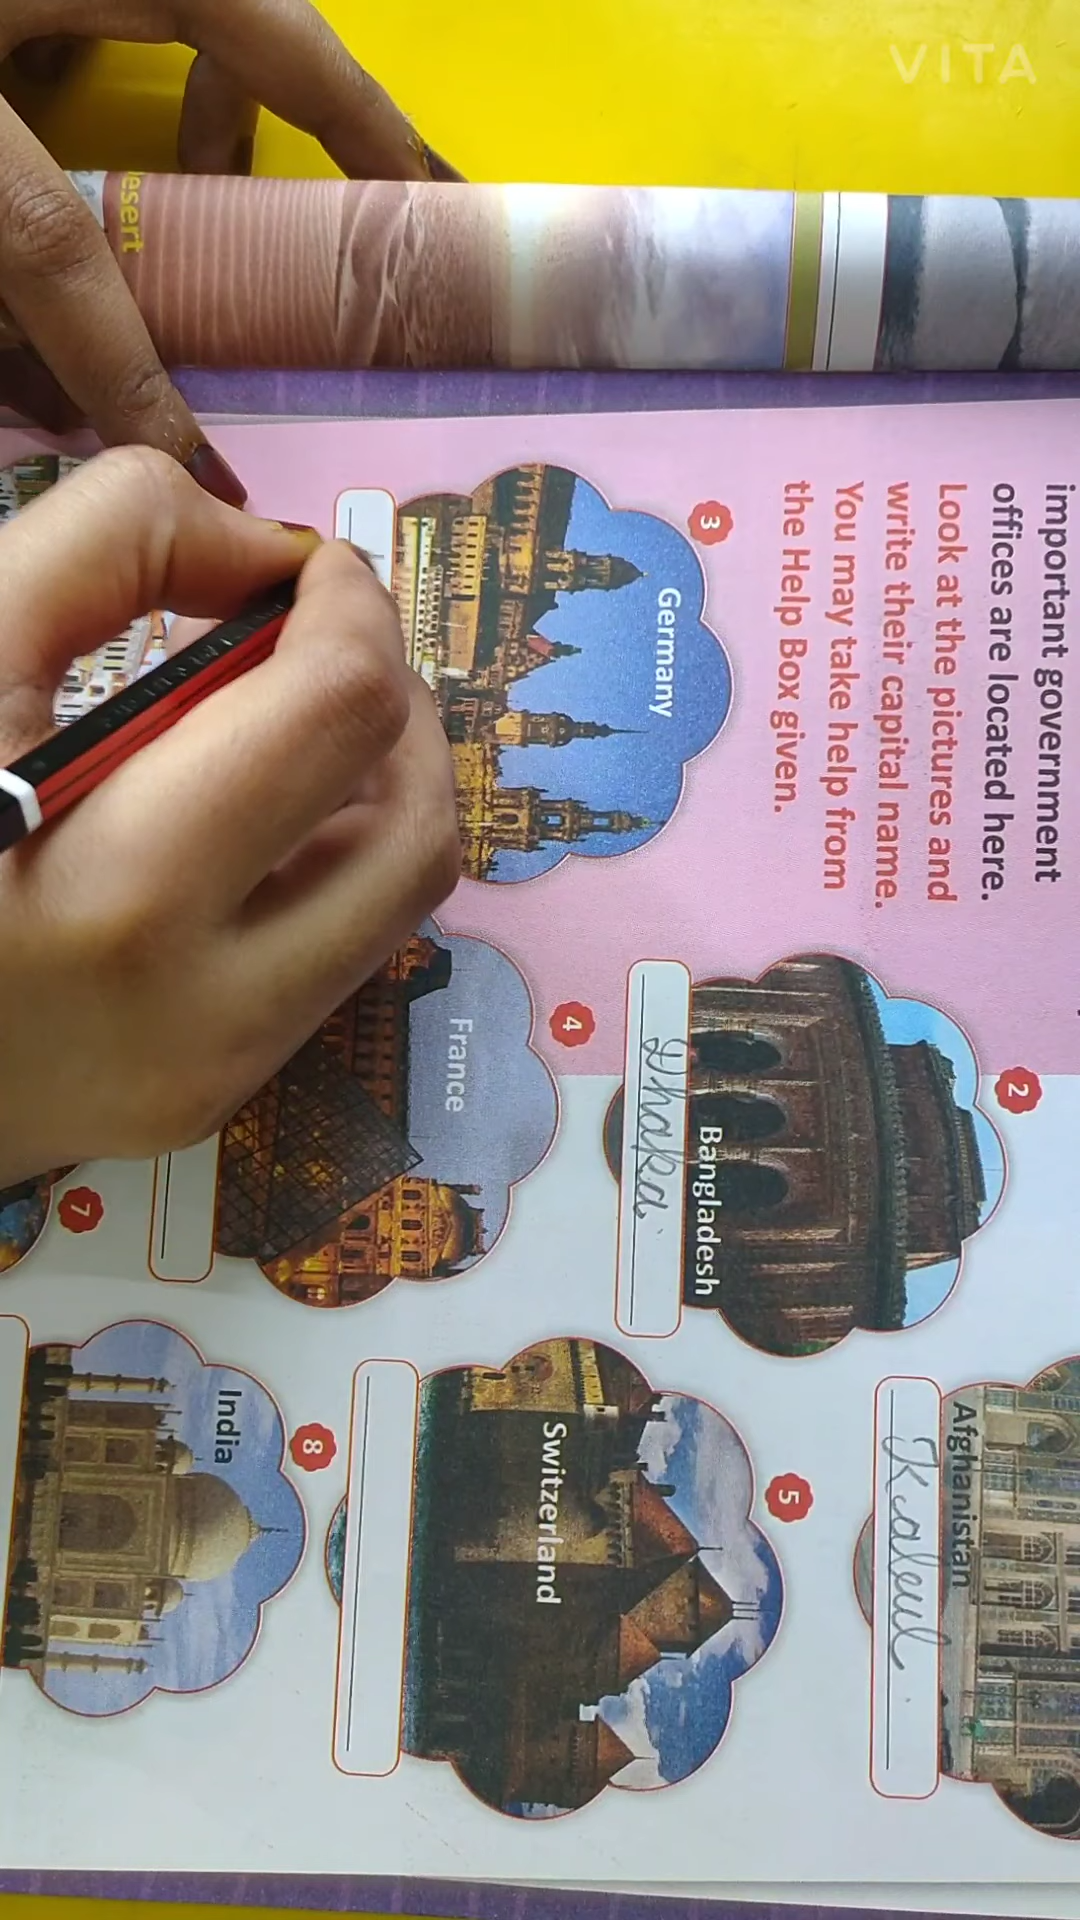 VITA
esert
important government
offices are located here.
Look at the pictures and
write their capital name.
You may take help from
the Help Box given.
Afghanistan
Kabul.
2
Bangladesh
Dhaka.
3
Germany
4
France
5
Switzerland
7
8
India